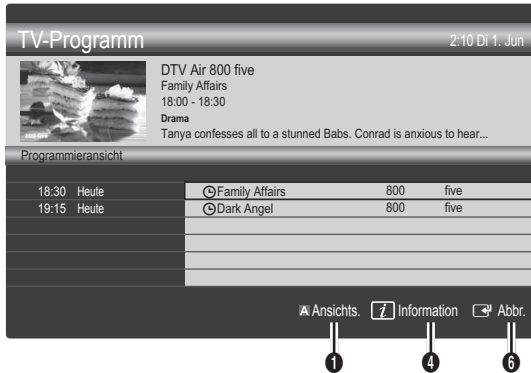 TV-Programm 2:10 Di 1. Jun
DTV Air 800 five
Family Affairs
18:00 - 18:30
Drama
Tanya confesses all to a stunned Babs. Conrad is anxious to hear...
Programmieransicht
18:30 Heute Family Affairs 800 five
19:15 Heute Dark Angel 800 five
A Ansichts. i Information Abbr.
1 4 6